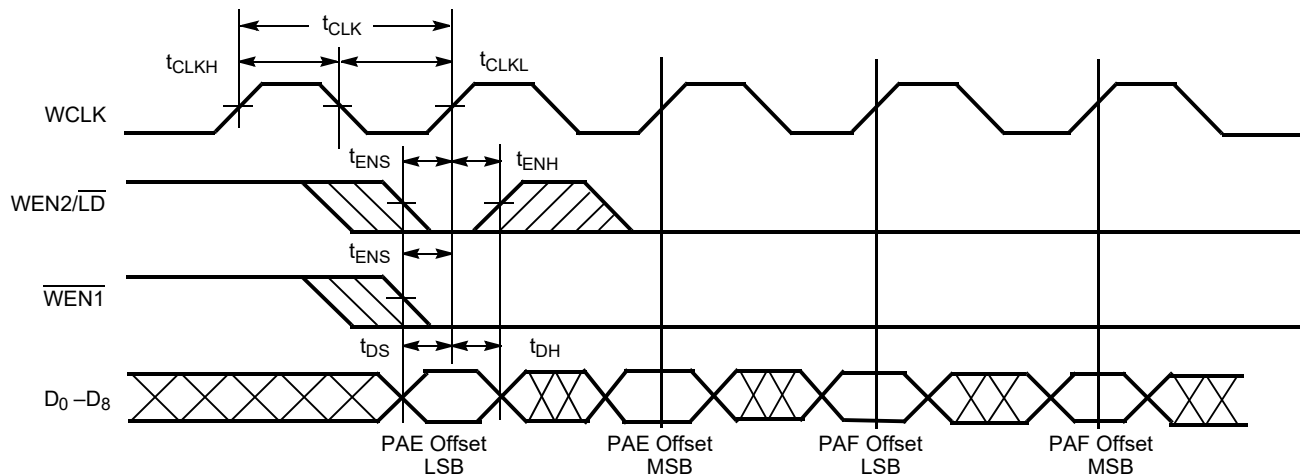 tCLK
tCLKH
tCLKL
WCLK
tENS
tENH
WEN2/LD
tENS
WEN1
tDS
tDH
D0 –D8
PAE Offset
LSB
PAE Offset
MSB
PAF Offset
LSB
PAF Offset
MSB